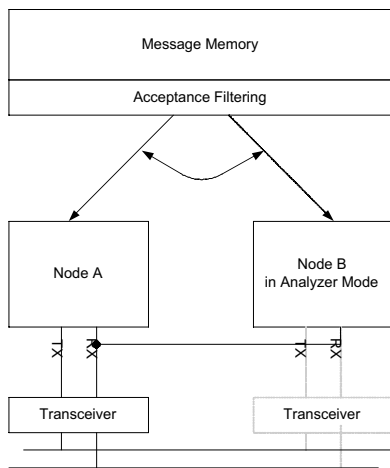 Message Memory
Acceptance Filtering
Node A
Node B
in Analyzer Mode
TX
RX
TX
RX
Transceiver
Transceiver